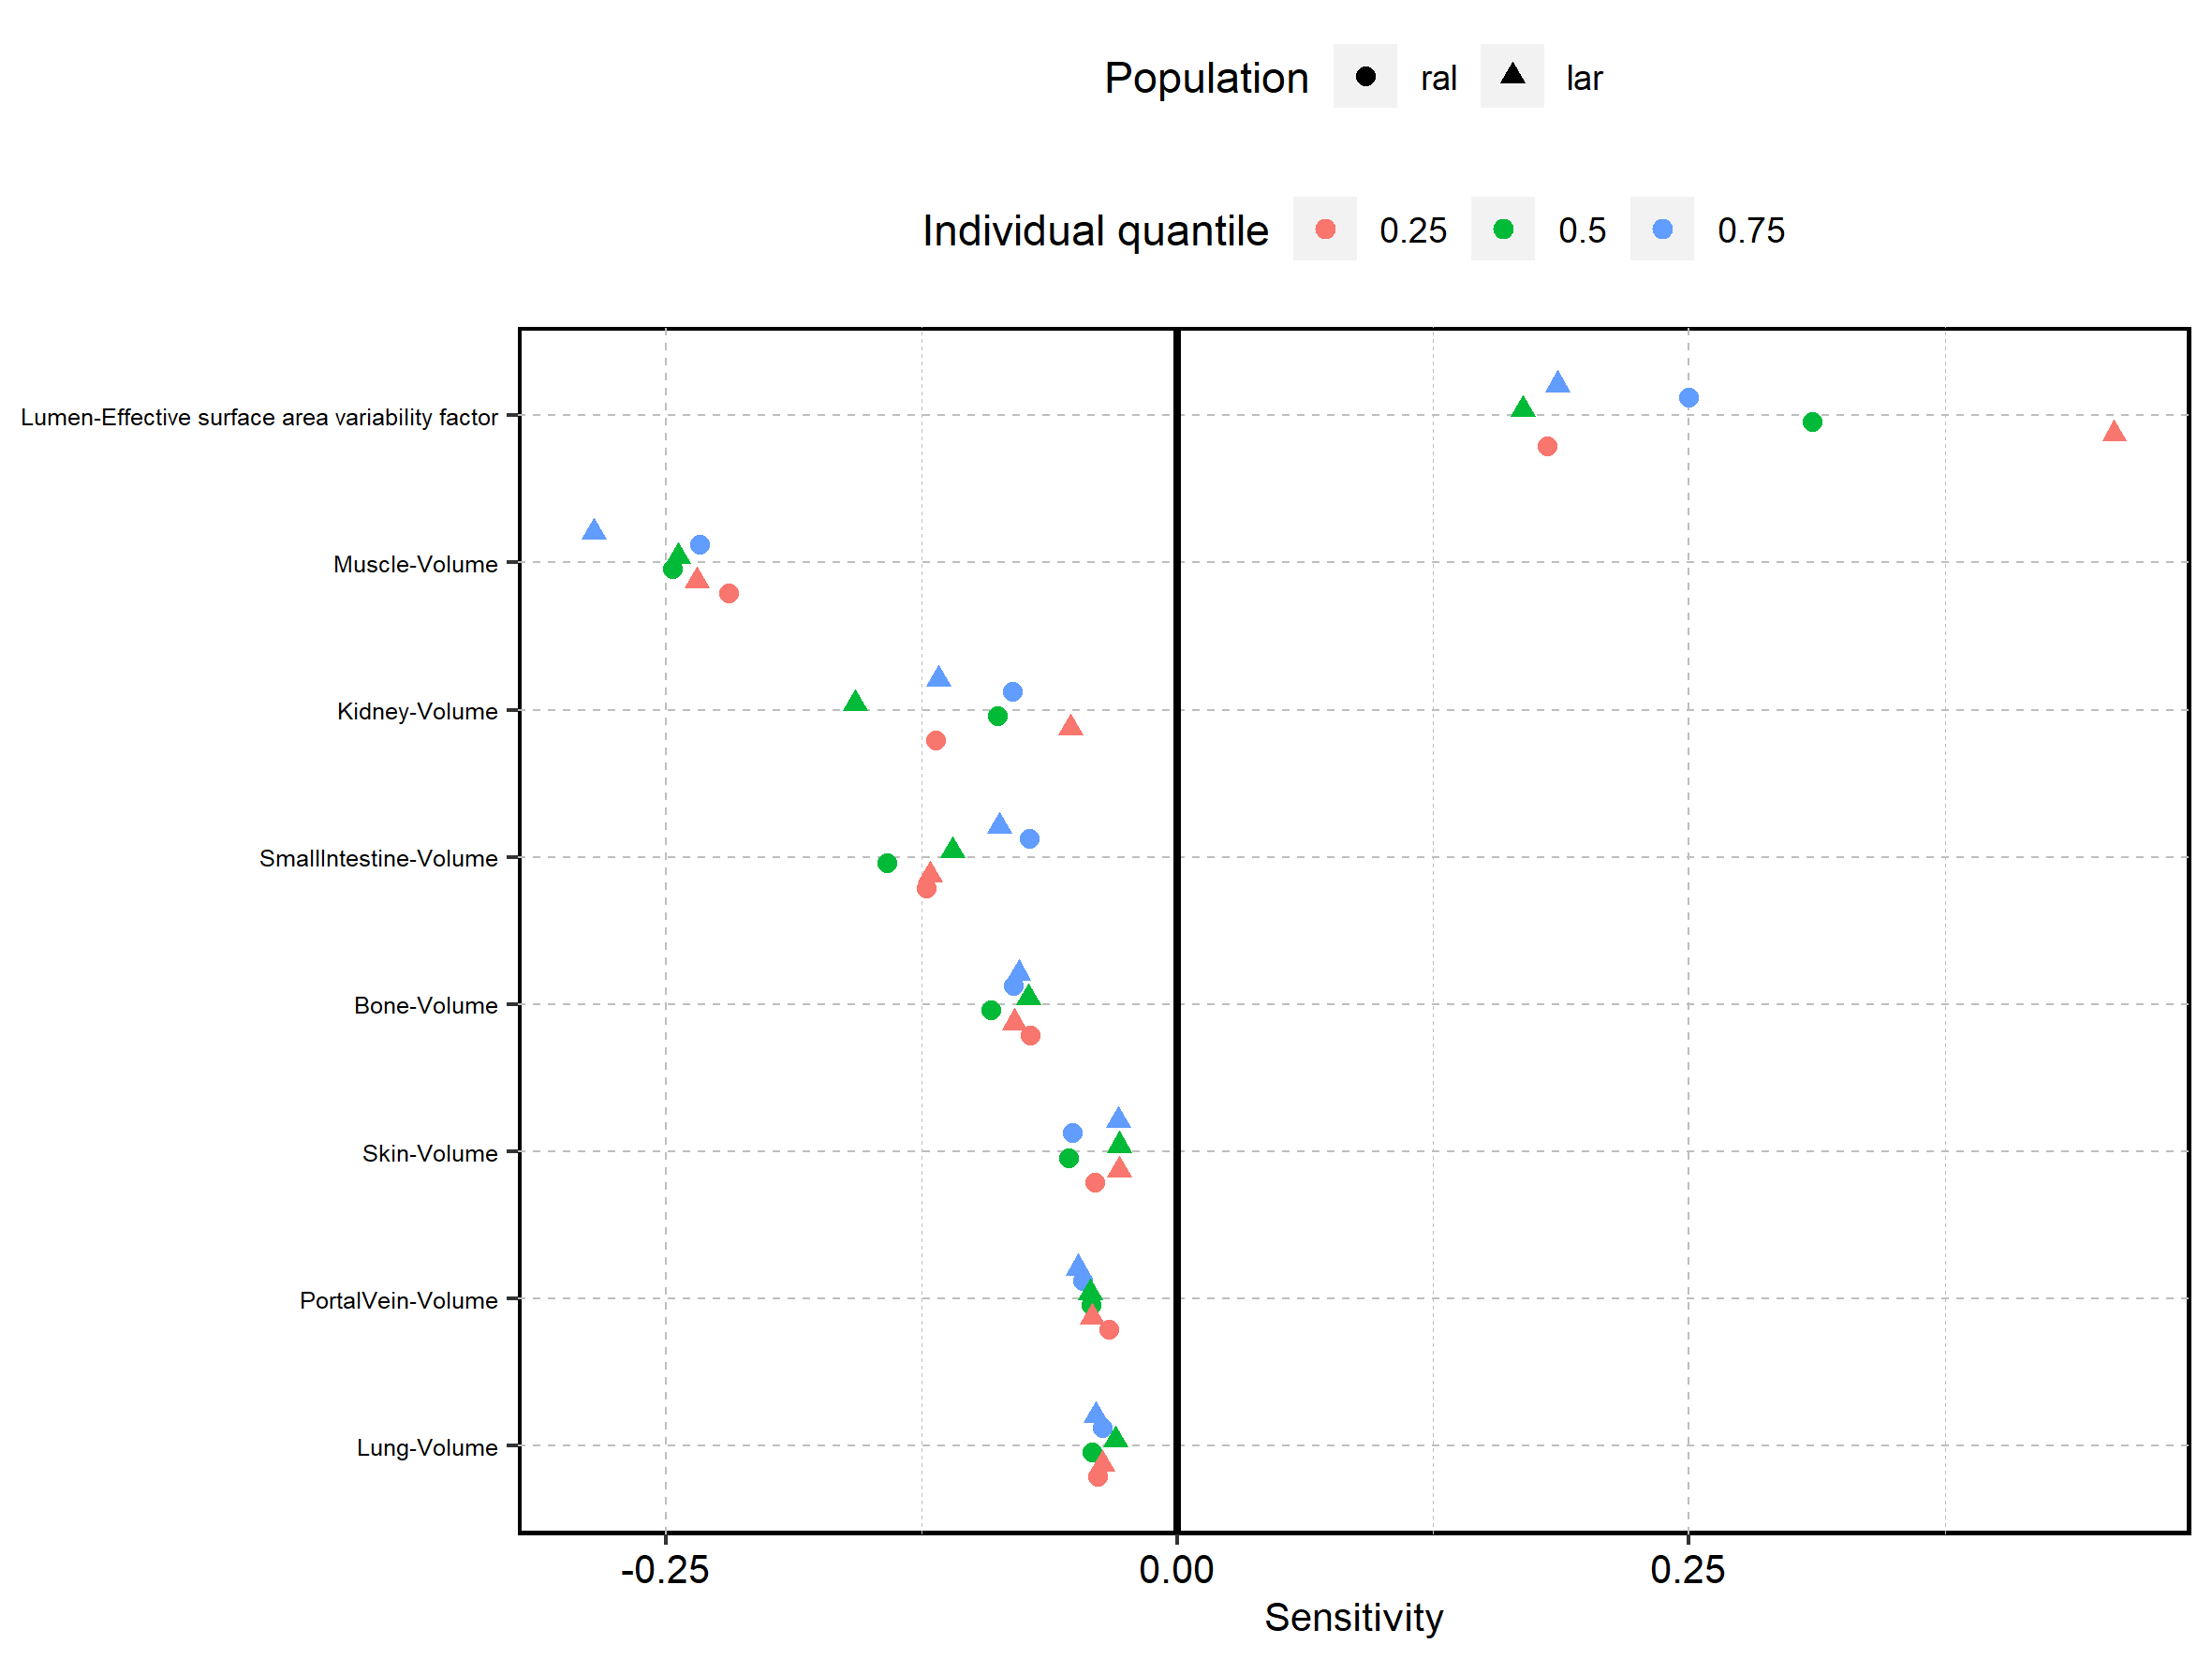 Population ral lar
Individual quantile 0.25 0.5 0.75
Lumen-Effective surface area variability factor
Muscle-Volume
Kidney-Volume
SmallIntestine-Volume
Bone-Volume
Skin-Volume
PortalVein-Volume
Lung-Volume
-0.25 0.00 0.25
Sensitivity